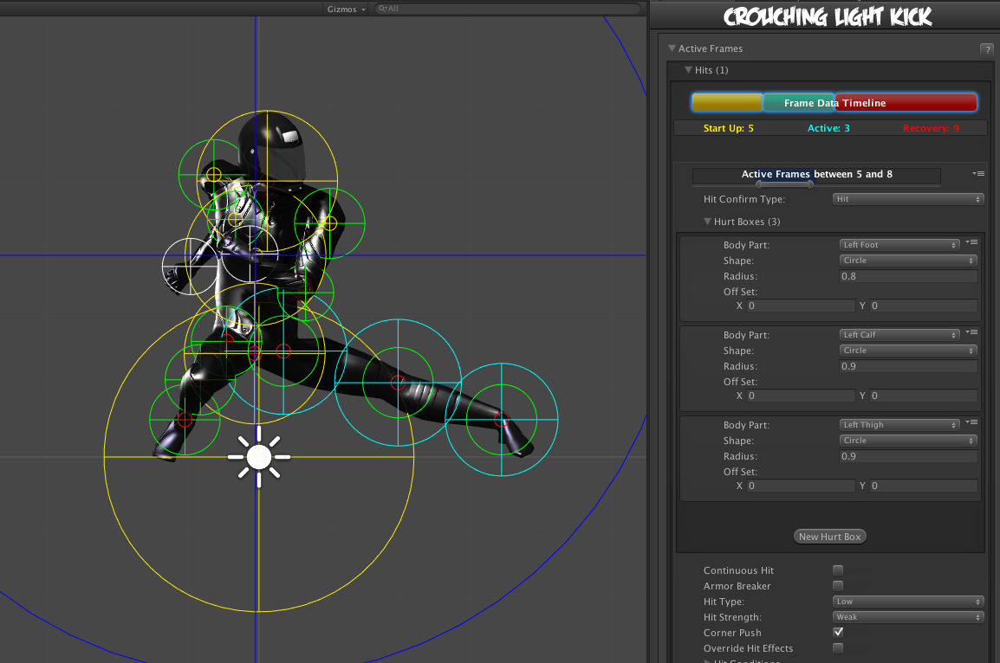 Gizmos
All
CROUCHING LIGHT KICK
Active Frames
?
Hits (1)
Frame Data Timeline
Start Up: 5 Active: 3 Recovery: 9
Active Frames between 5 and 8
Hit Confirm Type: Hit
Hurt Boxes (3)
Body Part: Left Foot
Shape: Circle
Radius: 0.8
Off Set:
X 0 Y 0
Body Part: Left Calf
Shape: Circle
Radius: 0.9
Off Set:
X 0 Y 0
Body Part: Left Thigh
Shape: Circle
Radius: 0.9
Off Set:
X 0 Y 0
New Hurt Box
Continuous Hit
Armor Breaker
Hit Type: Low
Hit Strength: Weak
Corner Push
Override Hit Effects
Hit Conditions